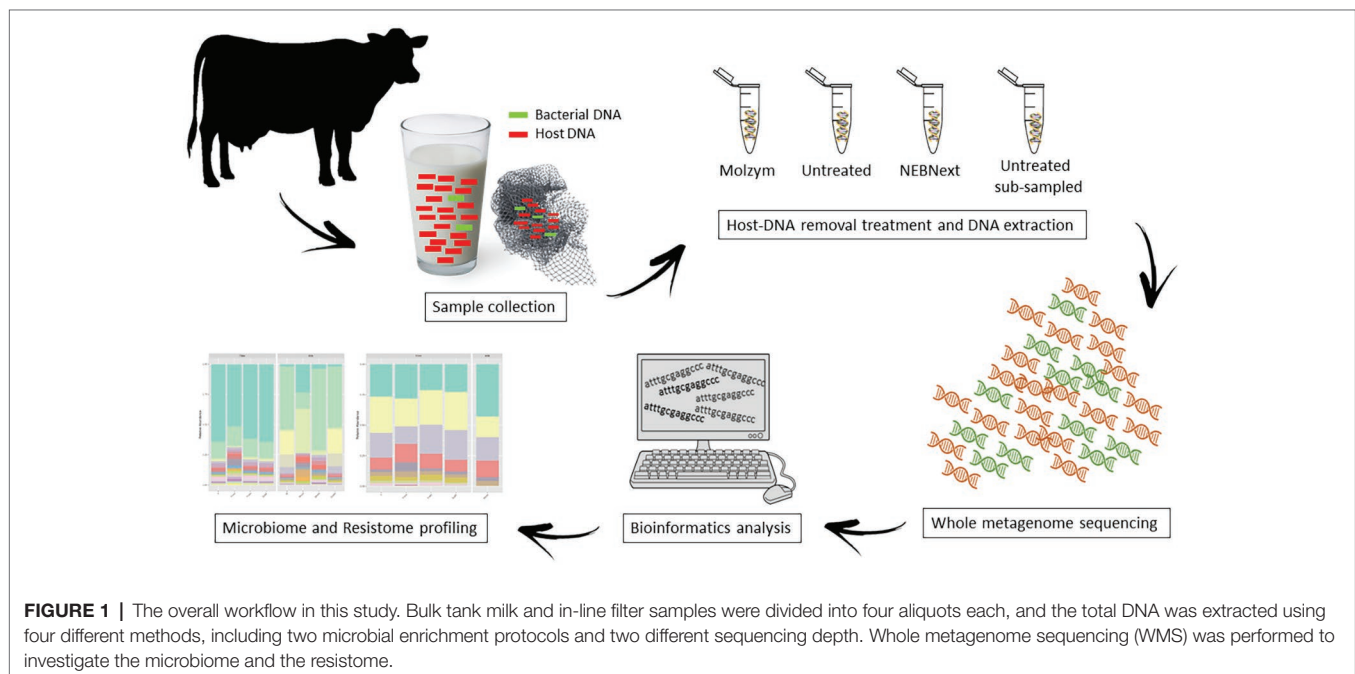 Bacterial DNA
Host DNA
Sample collection
Molzym
Untreated
NEBNext
Untreated
sub-sampled
Host-DNA removal treatment and DNA extraction
Whole metagenome sequencing
atttgcgaggccc
atttgcgaggccc
atttgcgaggccc
atttgcgaggccc
atttgcgaggccc
atttgcgaggccc
Bioinformatics analysis
Microbiome and Resistome profiling
FIGURE 1 | The overall workflow in this study. Bulk tank milk and in-line filter samples were divided into four aliquots each, and the total DNA was extracted using
four different methods, including two microbial enrichment protocols and two different sequencing depth. Whole metagenome sequencing (WMS) was performed to
investigate the microbiome and the resistome.